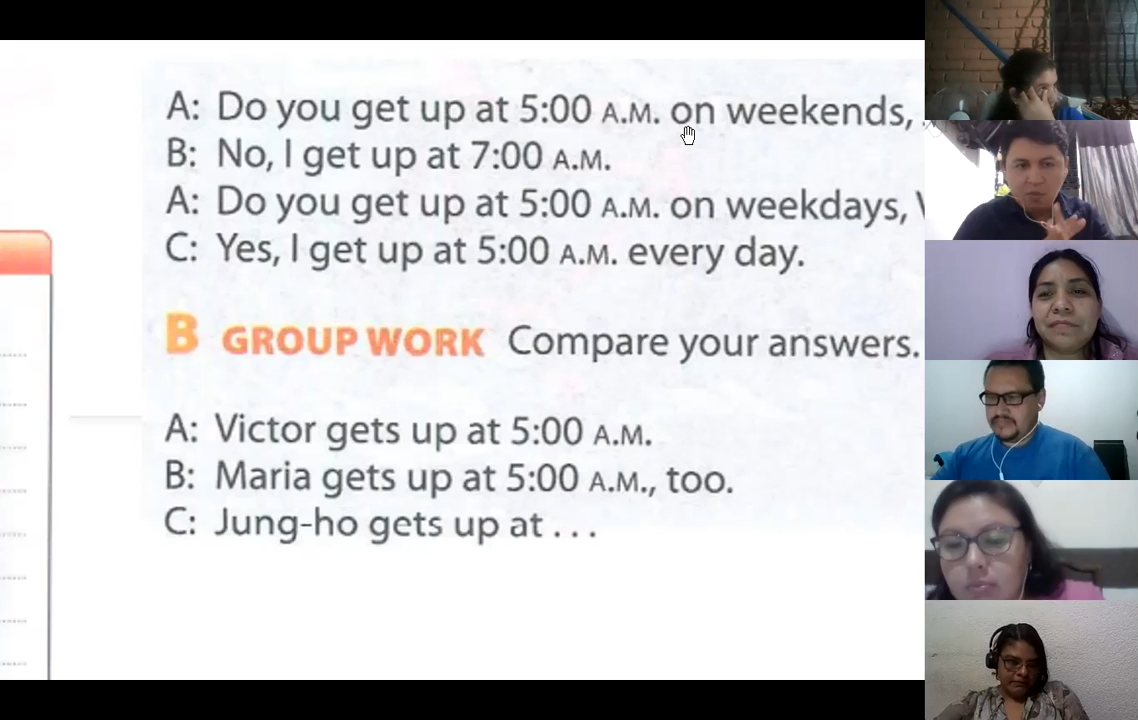 A: Do you get up at 5:00 A.M. on weekends,
B: No, I get up at 7:00 A.M.
A: Do you get up at 5:00 A.M. on weekdays,
C: Yes, I get up at 5:00 A.M. every day.
B GROUP WORK Compare your answers.
A: Victor gets up at 5:00 A.M.
B: Maria gets up at 5:00 A.M., too.
C: Jung-ho gets up at . . .